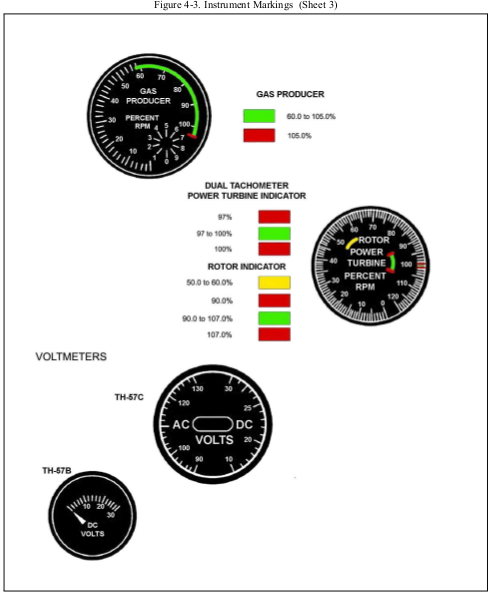 Figure 4-3. Instrument Markings (Sheet 3)
GAS PRODUCER
60.0 to 105.0%
105.0%
GAS
PRODUCER
PERCENT
RPM
10
20
30
40
50
60
70
80
90
100
0
1
2
3
4
5
6
7
8
9
DUAL TACHOMETER
POWER TURBINE INDICATOR
97%
97 to 100%
100%
ROTOR INDICATOR
50.0 to 60.0%
90.0%
90.0 to 107.0%
107.0%
ROTOR
POWER
TURBINE
PERCENT
RPM
0
10
20
30
40
50
60
70
80
90
100
120
VOLTMETERS
TH-57C
130
30
120
25
AC
DC
VOLTS
20
100
90
10
TH-57B
10
20
30
DC
VOLTS